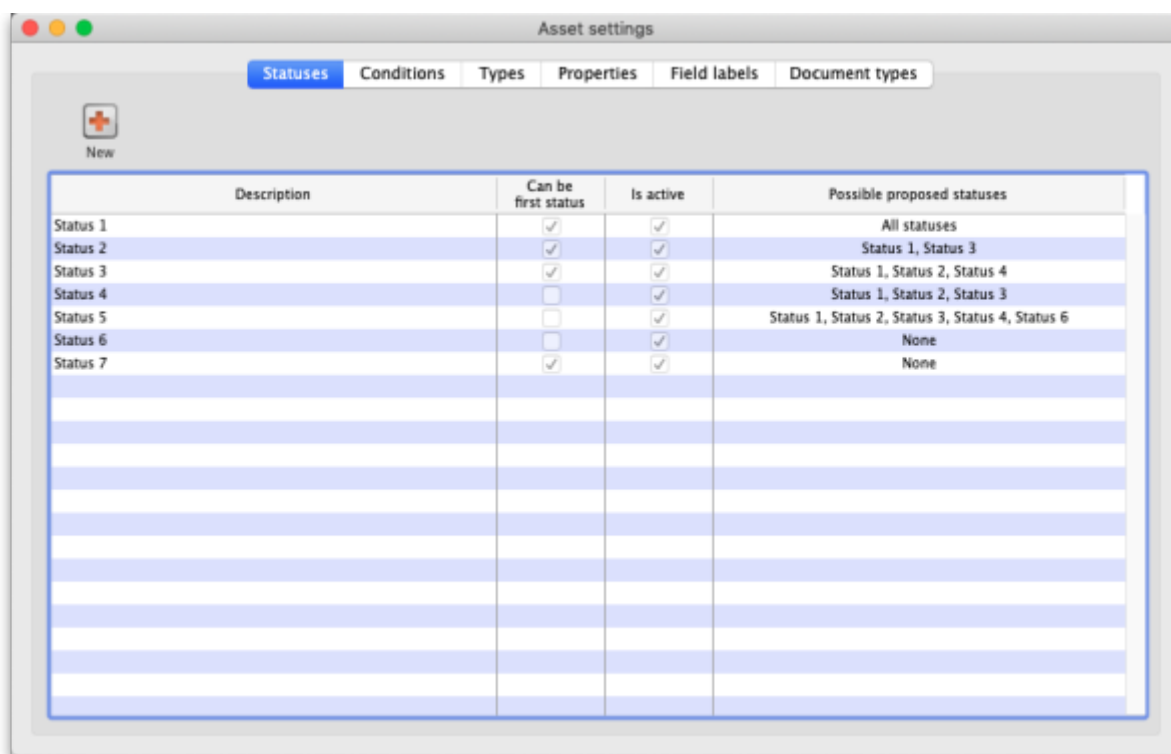 Asset settings
Statuses Conditions Types Properties Field labels Document types
New
Description Can be first status Is active Possible proposed statuses
Status 1 All statuses
Status 2 Status 1, Status 3
Status 3 Status 1, Status 2, Status 4
Status 4 Status 1, Status 2, Status 3
Status 5 Status 1, Status 2, Status 3, Status 4, Status 6
Status 6 None
Status 7 None